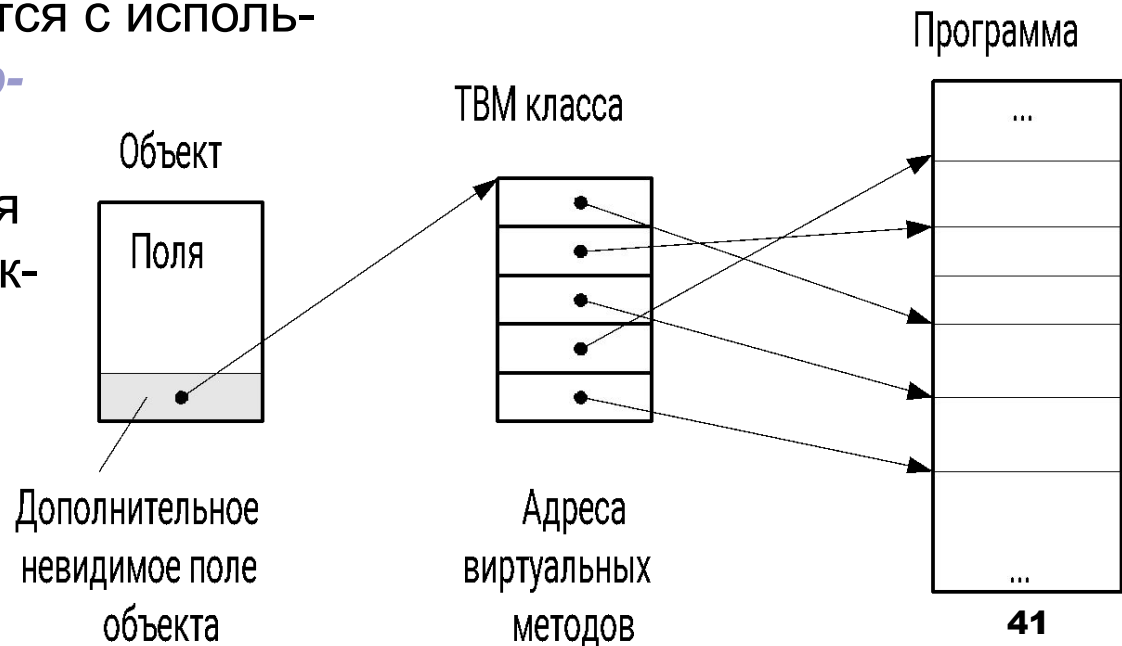 тся с исполь-
Программа
ТВМ класса
Объект
...
я
Поля
к-
Дополнительное
невидимое поле
объекта
Адреса
виртуальных
методов
...
41